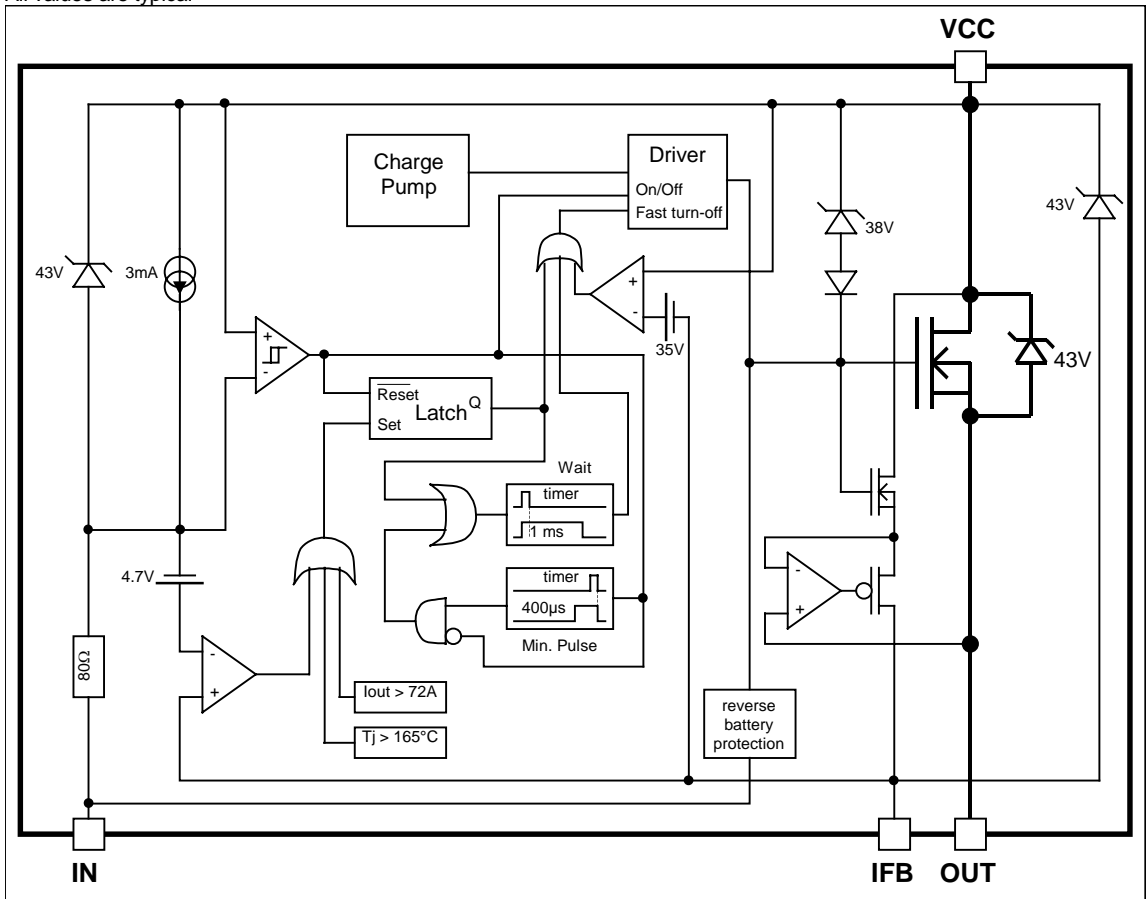 All values are typical
VCC
Charge
Pump
Driver
On/Off
Fast turn-off
43V
3mA
38V
43V
+
-
35V
+
-
43V
Reset
Latch
Q
Set
Wait
timer
1 ms
4.7V
timer
400µs
Min. Pulse
-
+
80Ω
-
+
Iout > 72A
Tj > 165°C
reverse
battery
protection
IN
IFB
OUT